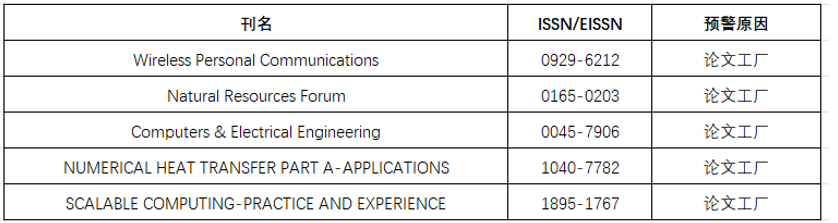 刊名 ISSN/EISSN 预警原因
Wireless Personal Communications 0929-6212 论文工厂
Natural Resources Forum 0165-0203 论文工厂
Computers & Electrical Engineering 0045-7906 论文工厂
NUMERICAL HEAT TRANSFER PART A-APPLICATIONS 1040-7782 论文工厂
SCALABLE COMPUTING-PRACTICE AND EXPERIENCE 1895-1767 论文工厂